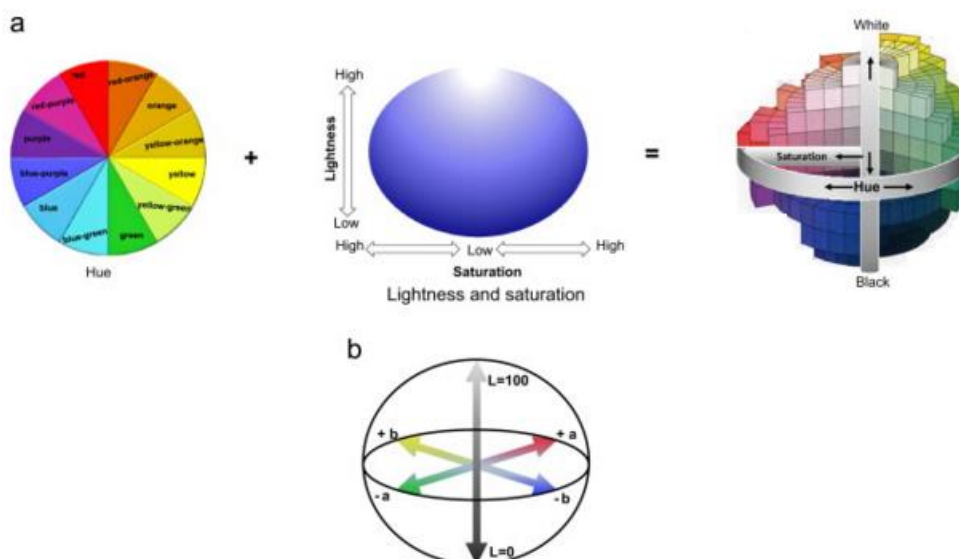 a
red
red-orange
orange
yellow-orange
yellow
yellow-green
green
blue-green
blue
blue-purple
purple
red-purple
Hue
+
High
Lightness
Low
High
Low
High
Saturation
Lightness and saturation
=
White
Saturation
Hue
Black
b
L=100
+ b
+ a
-a
-b
L=0